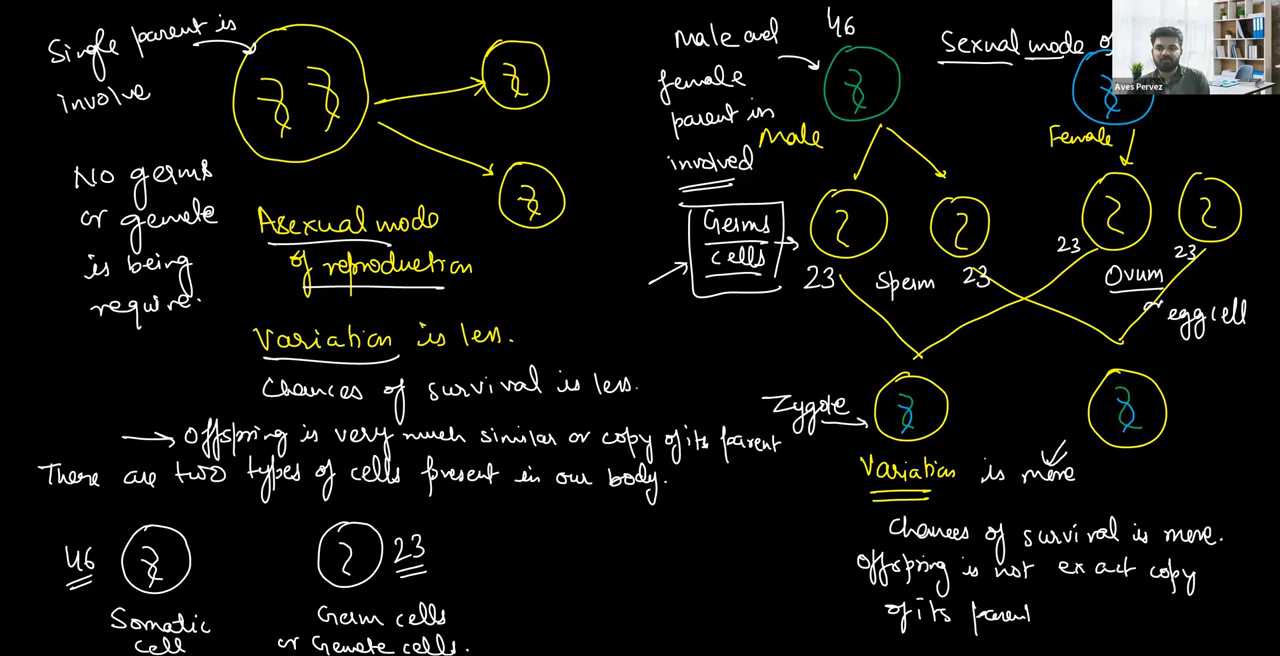 Single parent is
involve
No germs
or gemete
is being
require.
Asexual mode
of reproduction
Variation is less.
Chances of survival is less.
→ Offspring is very much similar or copy of its parent
There are two types of cells present in our body.
46
23
Somatic
cell
Germ cells
or Gemete cells.
46
Sexual mode
Male and
female
parent in
involved
Male
Female
Aves Pervez
Germs
cells
23
Sperm
23
23
23
Ovum
or
egg cell
Zygote
Variation is more
Chances of survival is more.
Offspring is not exact copy
of its parent